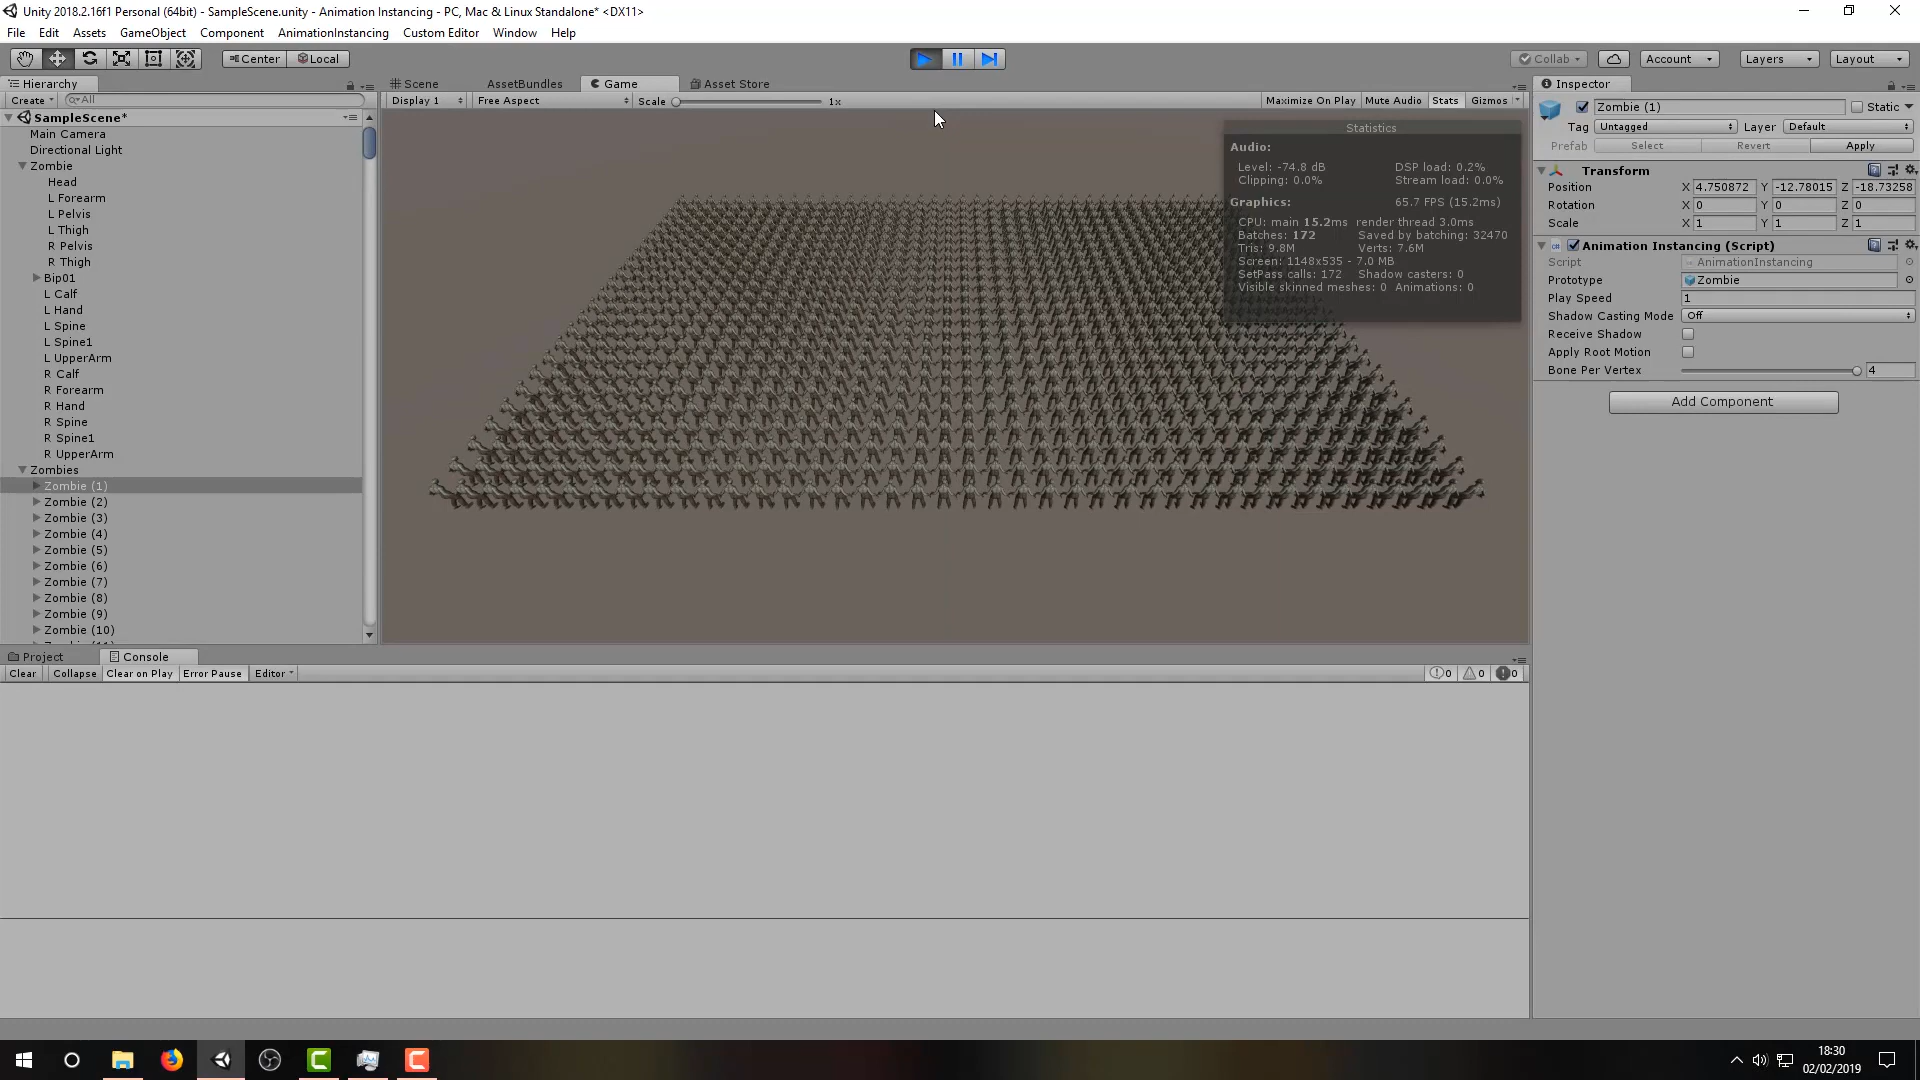 Unity 2018.2.16f1 Personal (64bit) - SampleScene.unity - Animation Instancing - PC, Mac & Linux Standalone* <DX11>
File Edit Assets GameObject Component AnimationInstancing Custom Editor Window Help
Center Local Collab Account Layers Layout
Hierarchy
Create All
SampleScene*
Main Camera
Directional Light
Zombie
Head
L Forearm
L Pelvis
L Thigh
R Pelvis
R Thigh
Bip01
L Calf
L Hand
L Spine
L Spine1
L UpperArm
R Calf
R Forearm
R Hand
R Spine
R Spine1
R UpperArm
Zombies
Zombie (1)
Zombie (2)
Zombie (3)
Zombie (4)
Zombie (5)
Zombie (6)
Zombie (7)
Zombie (8)
Zombie (9)
Zombie (10)
Scene AssetBundles Game Asset Store
Display 1 Free Aspect Scale 1x Maximize On Play Mute Audio Stats Gizmos
Statistics
Audio:
Level: -74.8 dB DSP load: 0.2%
Clipping: 0.0% Stream load: 0.0%
Graphics: 65.7 FPS (15.2ms)
CPU: main 15.2ms render thread 3.0ms
Batches: 172 Saved by batching: 32470
Tris: 9.8M Verts: 7.6M
Screen: 1148x535 - 7.0 MB
SetPass calls: 172 Shadow casters: 0
Visible skinned meshes: 0 Animations: 0
Inspector
Zombie (1) Static
Tag Untagged Layer Default
Prefab Select Revert Apply
Transform
Position X 4.750872 Y -12.78015 Z -18.73258
Rotation X 0 Y 0 Z 0
Scale X 1 Y 1 Z 1
Animation Instancing (Script)
Script AnimationInstancing
Prototype Zombie
Play Speed 1
Shadow Casting Mode Off
Receive Shadow
Apply Root Motion
Bone Per Vertex 4
Add Component
Project Console
Clear Collapse Clear on Play Error Pause Editor 0 0 0
18:30
02/02/2019